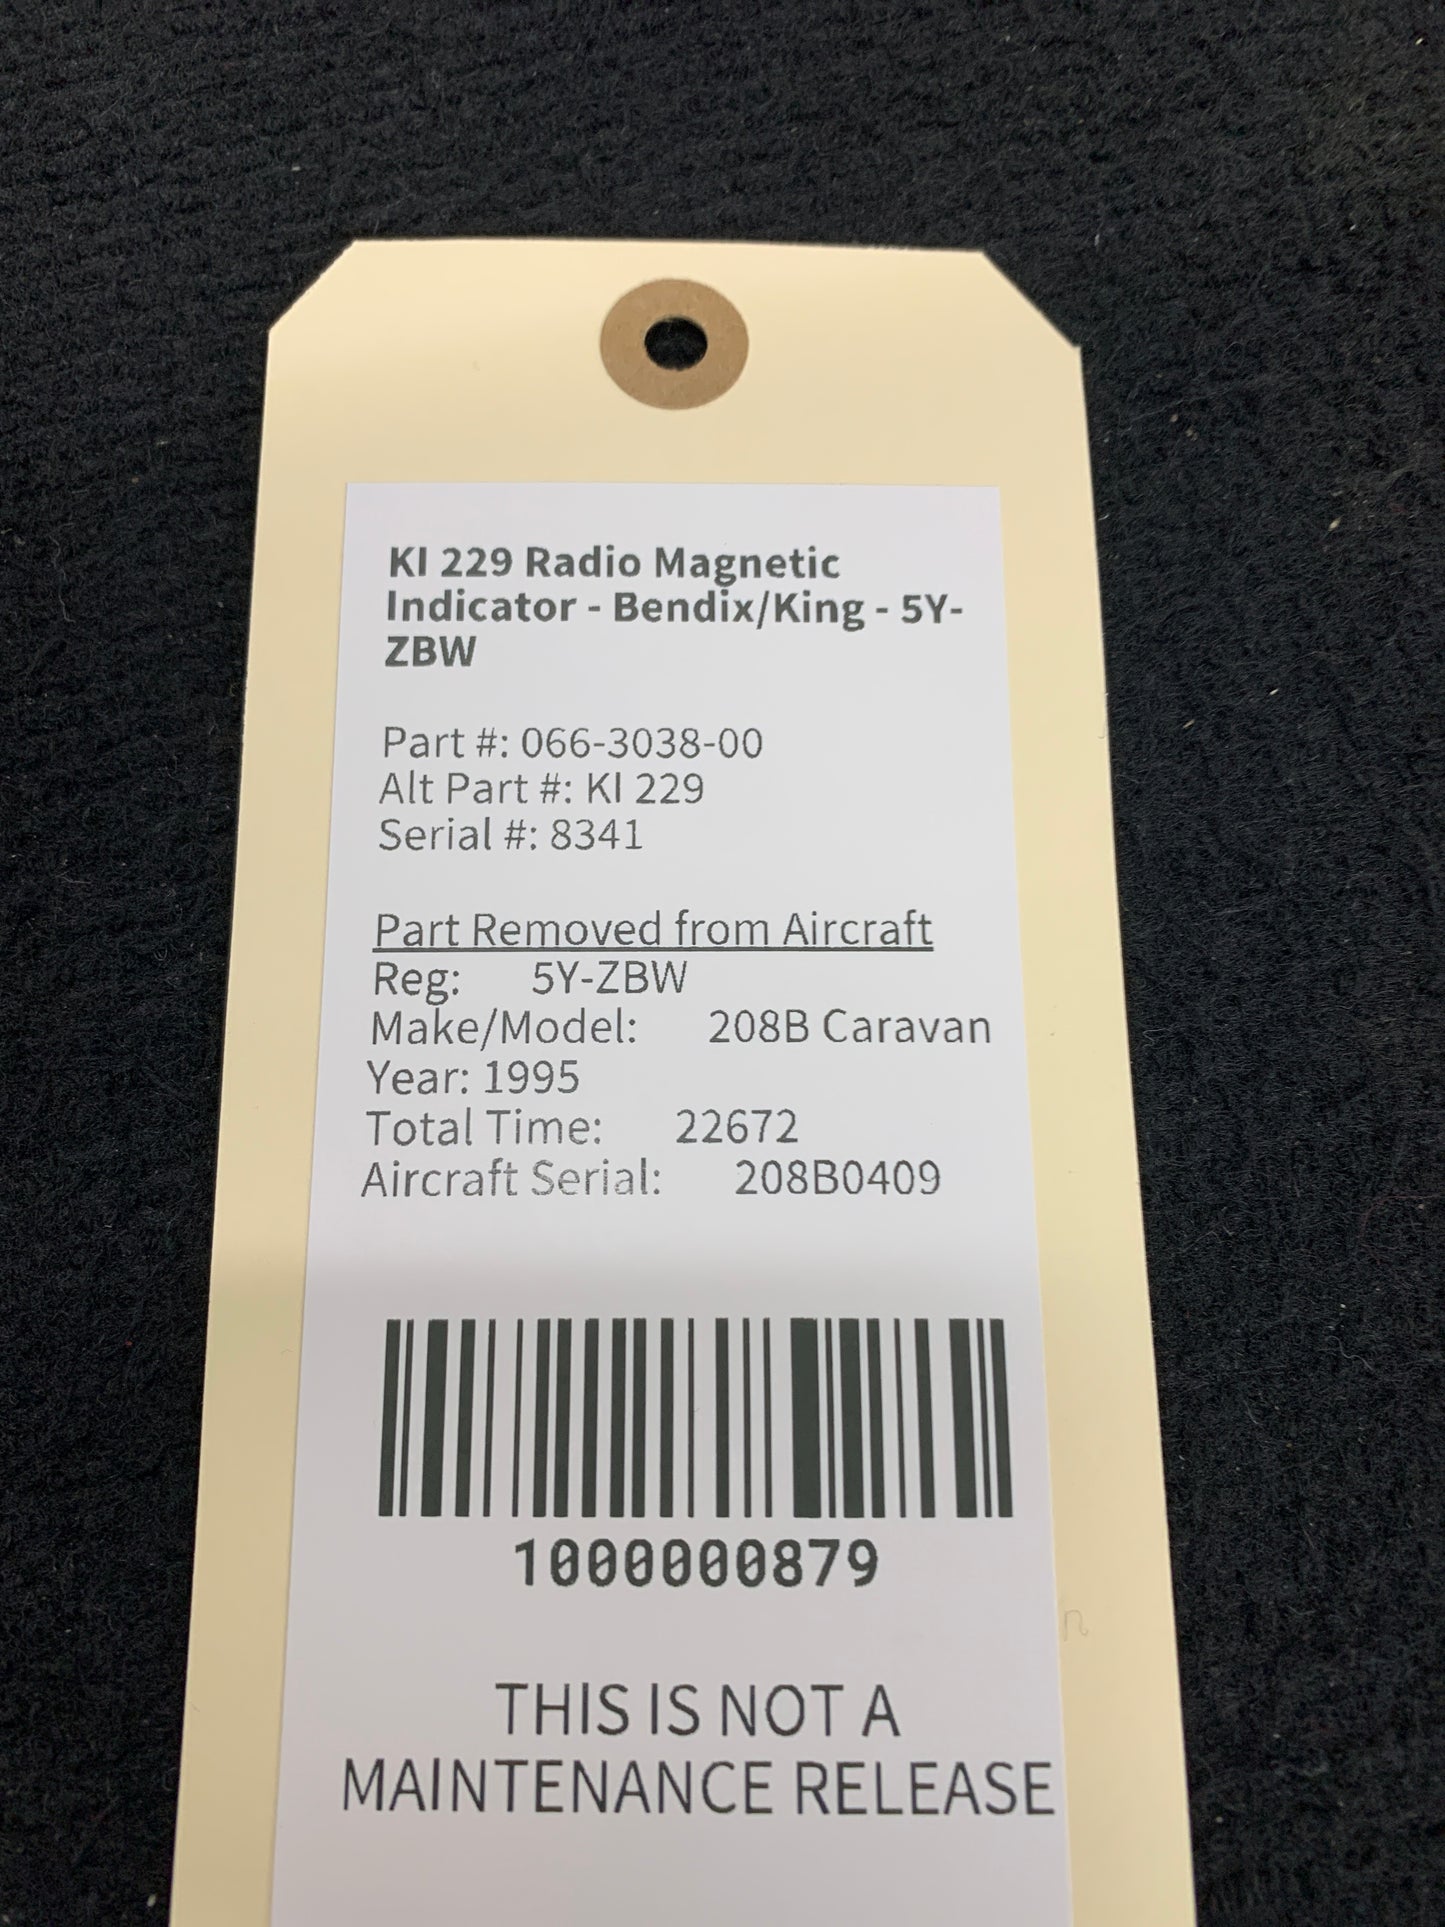 KI 229 Radio Magnetic
Indicator - Bendix/King - 5Y-
ZBW
Part #: 066-3038-00
Alt Part #: KI 229
Serial #: 8341
Part Removed from Aircraft
Reg: 5Y-ZBW
Make/Model: 208B Caravan
Year: 1995
Total Time: 22672
Aircraft Serial: 208B0409
1000000879
THIS IS NOT A
MAINTENANCE RELEASE